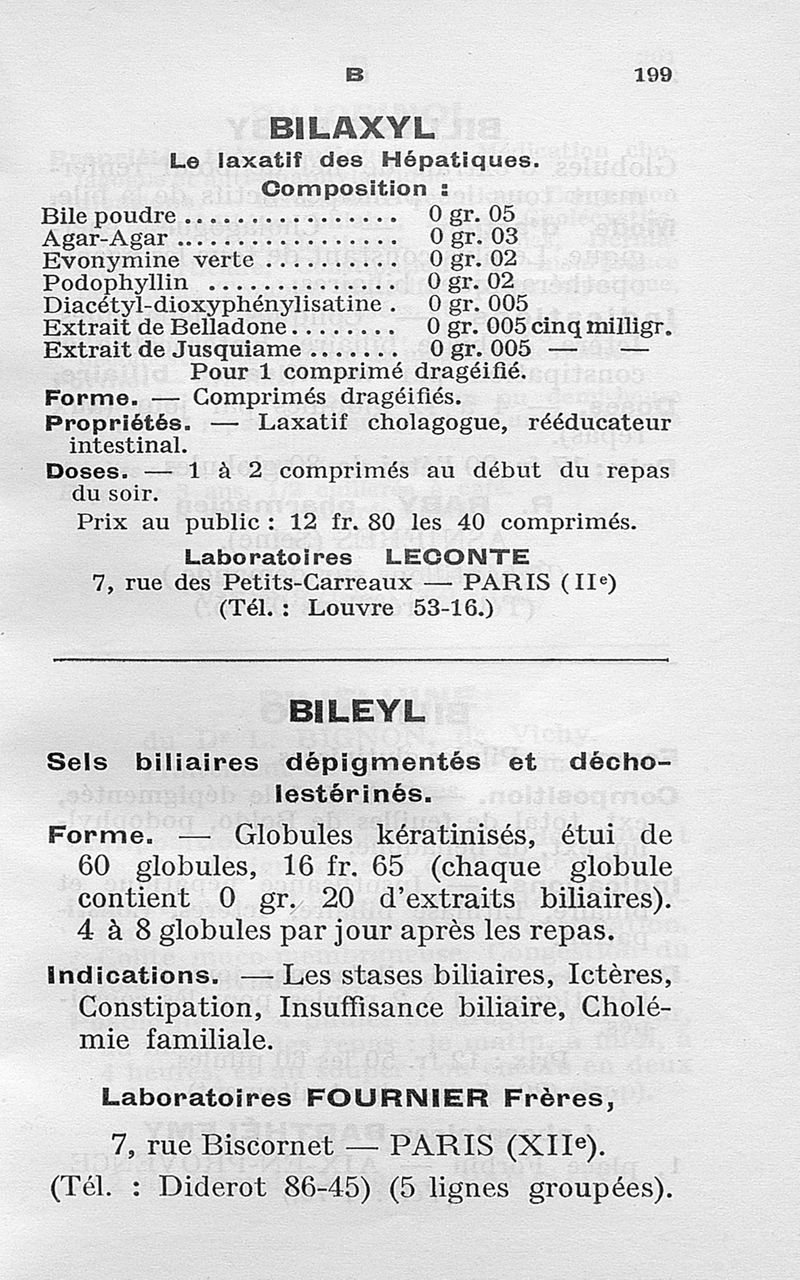 B 199
BILAXYL
Le laxatif des Hépatiques.
Composition :
Bile poudre ................ 0 gr. 05
Agar-Agar ................. 0 gr. 03
Evonymine verte .......... 0 gr. 02
Podophyllin .............. 0 gr. 02
Diacétyl-dioxyphénylisatine . 0 gr. 005
Extrait de Belladone ......... 0 gr. 005 cinq milligr.
Extrait de Jusquiame ....... 0 gr. 005 — —
Pour 1 comprimé dragéifié.
Forme. — Comprimés dragéifiés.
Propriétés. — Laxatif cholagogue, rééducateur
intestinal.
Doses. — 1 à 2 comprimés au début du repas
du soir.
Prix au public : 12 fr. 80 les 40 comprimés.
Laboratoires LECONTE
7, rue des Petits-Carreaux — PARIS (IIe)
(Tél. : Louvre 53-16.)
BILEYL
Sels biliaires dépigmentés et décho-
lestérinés.
Forme. — Globules kératinisés, étui de
60 globules, 16 fr. 65 (chaque globule
contient 0 gr. 20 d'extraits biliaires).
4 à 8 globules par jour après les repas.
Indications. — Les stases biliaires, Ictères,
Constipation, Insuffisance biliaire, Cholé-
mie familiale.
Laboratoires FOURNIER Frères,
7, rue Biscornet — PARIS (XIIe).
(Tél. : Diderot 86-45) (5 lignes groupées).